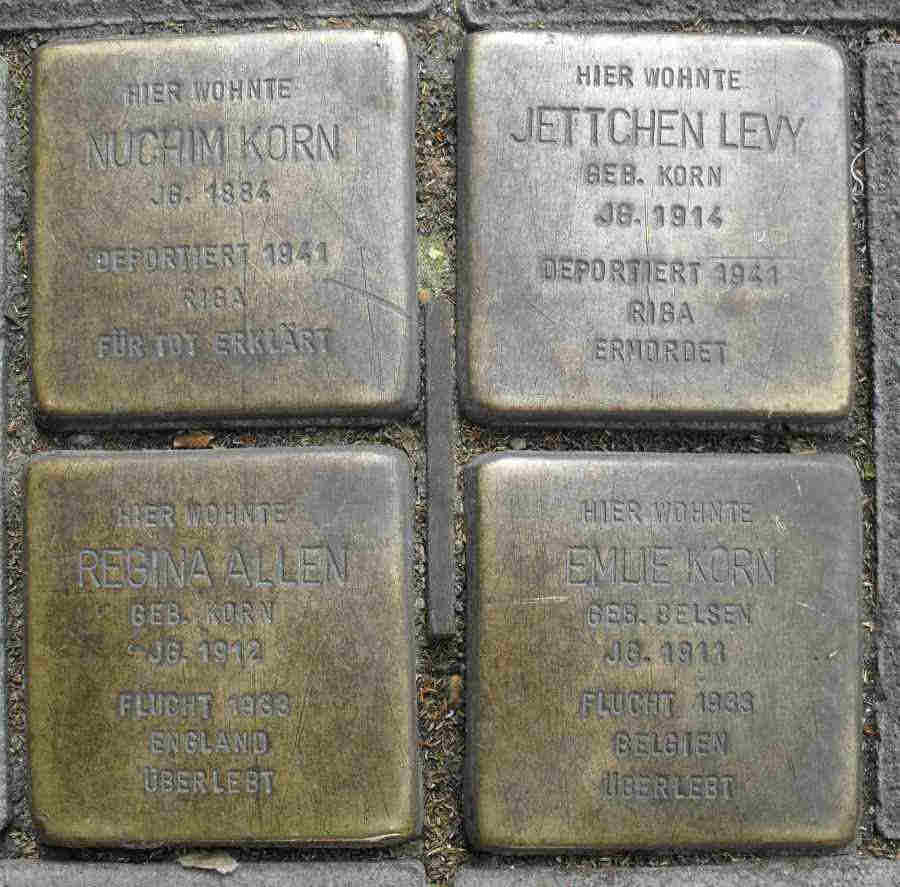 HIER WOHNTE
NUCHIM KORN
JG. 1884
DEPORTIERT 1941
RIGA
FÜR TOT ERKLÄRT
HIER WOHNTE
JETTCHEN LEVY
GEB. KORN
JG. 1914
DEPORTIERT 1941
RIGA
ERMORDET
HIER WOHNTE
REGINA ALLEN
GEB. KORN
JG. 1912
FLUCHT 1933
ENGLAND
ÜBERLEBT
HIER WOHNTE
EMLIE KORN
GEB. BELSEN
JG. 1911
FLUCHT 1933
BELGIEN
ÜBERLEBT